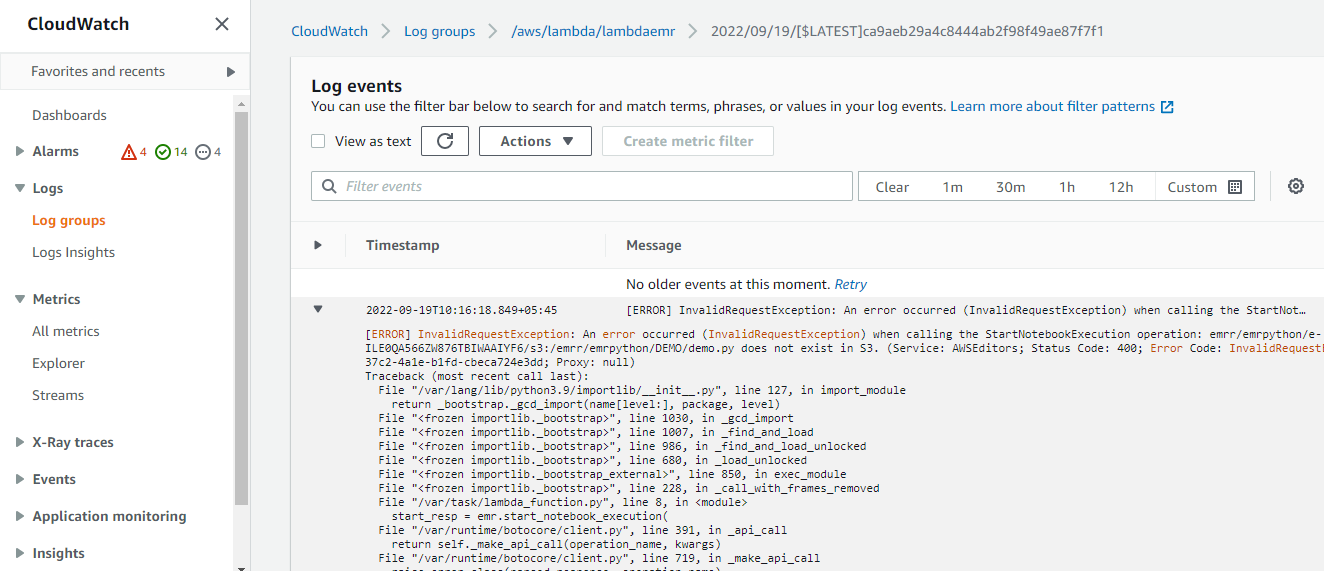 CloudWatch
Favorites and recents
Dashboards
Alarms 4 14 4
Logs
Log groups
Logs Insights
Metrics
All metrics
Explorer
Streams
X-Ray traces
Events
Application monitoring
Insights
CloudWatch Log groups /aws/lambda/lambdaemr 2022/09/19/[$LATEST]ca9aeb29a4c8444ab2f98f49ae87f7f1
Log events
You can use the filter bar below to search for and match terms, phrases, or values in your log events. Learn more about filter patterns
View as text Actions Create metric filter
Filter events Clear 1m 30m 1h 12h Custom
Timestamp Message
No older events at this moment. Retry
2022-09-19T10:16:18.849+05:45 [ERROR] InvalidRequestException: An error occurred (InvalidRequestException) when calling the StartNot…
[ERROR] InvalidRequestException: An error occurred (InvalidRequestException) when calling the StartNotebookExecution operation: emrr/emrpython/e-
ILE0QA566ZW876TBIWAAIYF6/s3:/emrr/emrpython/DEMO/demo.py does not exist in S3. (Service: AWSEditors; Status Code: 400; Error Code: InvalidRequest
37c2-4a1e-b1fd-cbeca724e3dd; Proxy: null)
Traceback (most recent call last):
File "/var/lang/lib/python3.9/importlib/__init__.py", line 127, in import_module
return _bootstrap._gcd_import(name[level:], package, level)
File "<frozen importlib._bootstrap>", line 1030, in _gcd_import
File "<frozen importlib._bootstrap>", line 1007, in _find_and_load
File "<frozen importlib._bootstrap>", line 986, in _find_and_load_unlocked
File "<frozen importlib._bootstrap>", line 680, in _load_unlocked
File "<frozen importlib._bootstrap_external>", line 850, in exec_module
File "<frozen importlib._bootstrap>", line 228, in _call_with_frames_removed
File "/var/task/lambda_function.py", line 8, in <module>
start_resp = emr.start_notebook_execution(
File "/var/runtime/botocore/client.py", line 391, in _api_call
return self._make_api_call(operation_name, kwargs)
File "/var/runtime/botocore/client.py", line 719, in _make_api_call